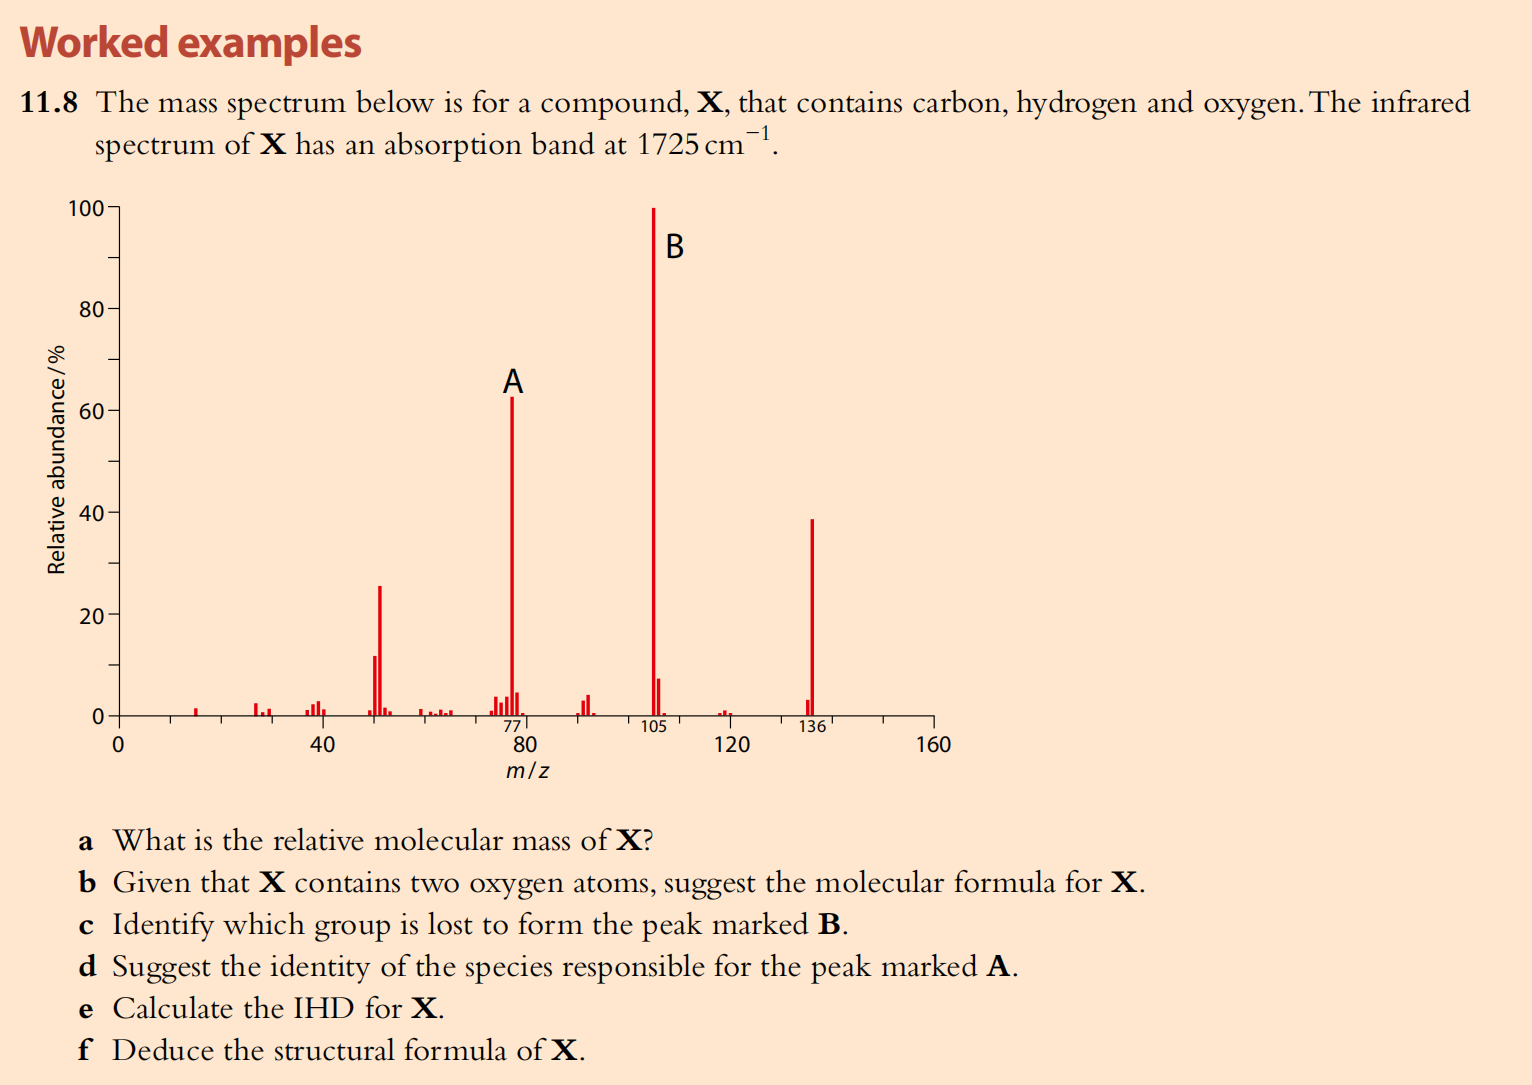 Worked examples
11.8 The mass spectrum below is for a compound, X, that contains carbon, hydrogen and oxygen. The infrared
spectrum of X has an absorption band at 1725 cm⁻¹.
100
B
80
A
Relative abundance / %
60
40
20
0
77
105
136
0
40
80
120
160
m/z
a What is the relative molecular mass of X?
b Given that X contains two oxygen atoms, suggest the molecular formula for X.
c Identify which group is lost to form the peak marked B.
d Suggest the identity of the species responsible for the peak marked A.
e Calculate the IHD for X.
f Deduce the structural formula of X.